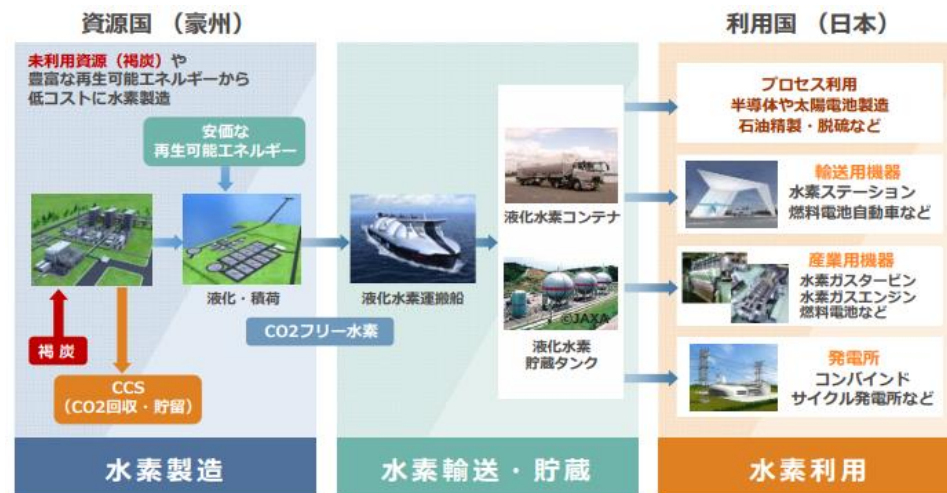 資源国 (豪州)
利用国 (日本)
未利用資源(褐炭)や
豊富な再生可能エネルギーから
低コストに水素製造
安価な
再生可能エネルギー
液化・積荷
褐炭
CCS
(CO2回収・貯留)
CO2フリー水素
水素製造
液化水素運搬船
液化水素コンテナ
©JAXA
液化水素
貯蔵タンク
水素輸送・貯蔵
プロセス利用
半導体や太陽電池製造
石油精製・脱硫など
輸送用機器
水素ステーション
燃料電池自動車など
産業用機器
水素ガスタービン
水素ガスエンジン
燃料電池など
発電所
コンバインド
サイクル発電所など
水素利用